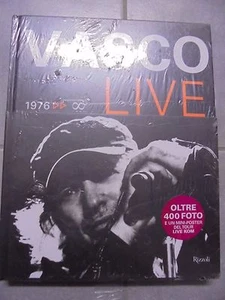 VASCO
1976 ∞
LIVE
OLTRE
400 FOTO
E UN MINI-POSTER
DEL TOUR
LIVE KOM
Rizzoli